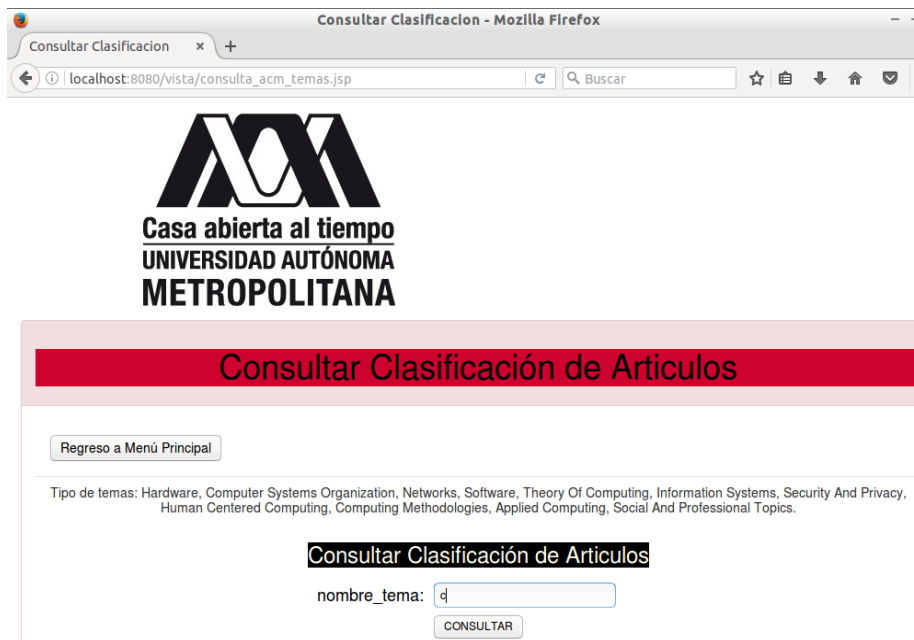 Consultar Clasificacion - Mozilla Firefox
Consultar Clasificacion × +
localhost:8080/vista/consulta_acm_temas.jsp
Buscar
Casa abierta al tiempo
UNIVERSIDAD AUTÓNOMA
METROPOLITANA
Consultar Clasificación de Articulos
Regreso a Menú Principal
Tipo de temas: Hardware, Computer Systems Organization, Networks, Software, Theory Of Computing, Information Systems, Security And Privacy,
Human Centered Computing, Computing Methodologies, Applied Computing, Social And Professional Topics.
Consultar Clasificación de Articulos
nombre_tema: c
CONSULTAR